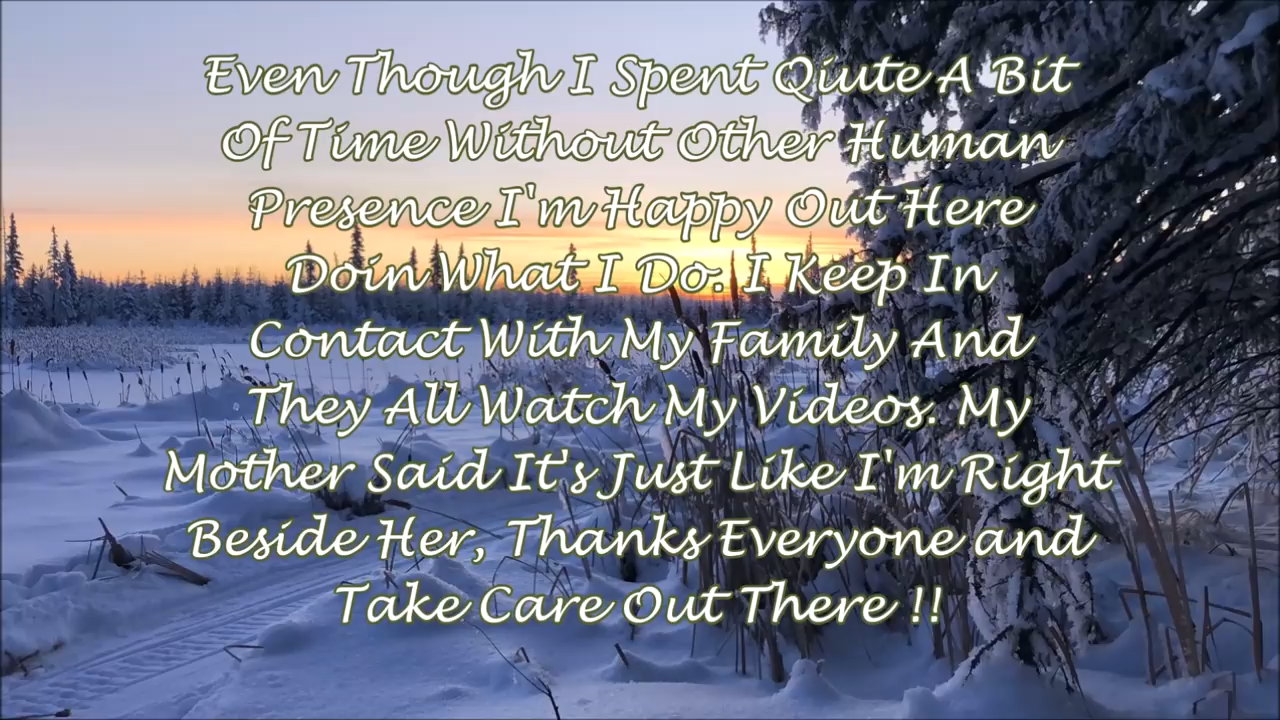 Even Though I Spent Qiute A Bit
Of Time Without Other Human
Presence I'm Happy Out Here
Doin What I Do. I Keep In
Contact With My Family And
They All Watch My Videos. My
Mother Said It's Just Like I'm Right
Beside Her, Thanks Everyone and
Take Care Out There !!